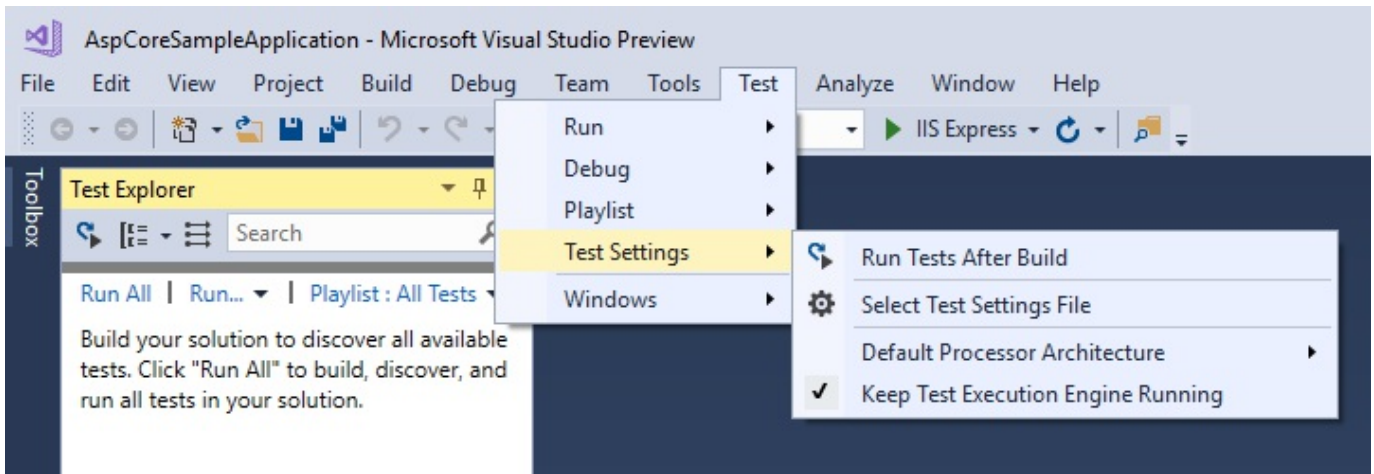 AspCoreSampleApplication - Microsoft Visual Studio Preview
File Edit View Project Build Debug Team Tools Test Analyze Window Help
IIS Express
Toolbox
Test Explorer
Search
Run All | Run... | Playlist : All Tests
Build your solution to discover all available
tests. Click "Run All" to build, discover, and
run all tests in your solution.
Run
Debug
Playlist
Test Settings
Windows
Run Tests After Build
Select Test Settings File
Default Processor Architecture
Keep Test Execution Engine Running